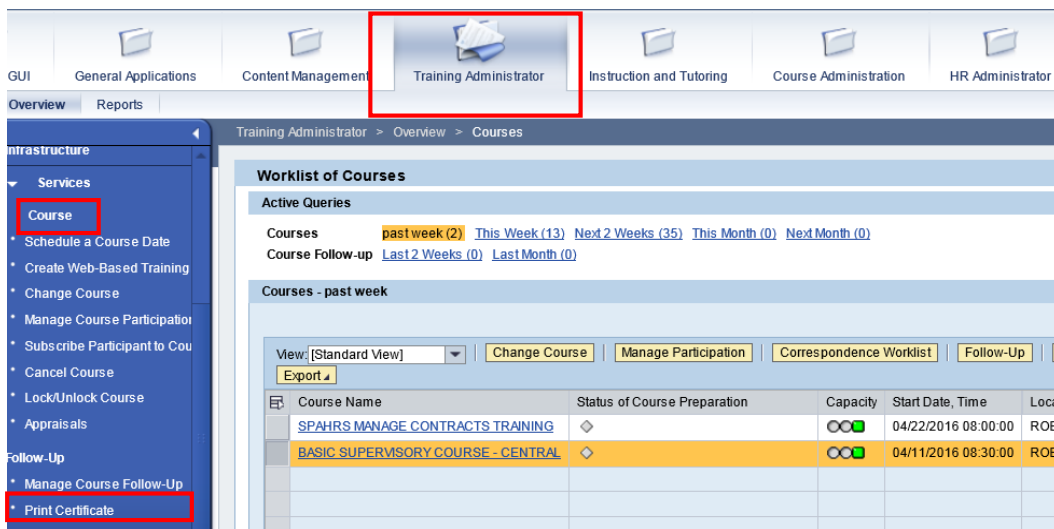 GUI General Applications Content Management Training Administrator Instruction and Tutoring Course Administration HR Administrator
Overview Reports
Training Administrator > Overview > Courses
Infrastructure
Services
Course
Schedule a Course Date
Create Web-Based Training
Change Course
Manage Course Participation
Subscribe Participant to Cou
Cancel Course
Lock/Unlock Course
Appraisals
Follow-Up
Manage Course Follow-Up
Print Certificate
Worklist of Courses
Active Queries
Courses past week (2) This Week (13) Next 2 Weeks (35) This Month (0) Next Month (0)
Course Follow-up Last 2 Weeks (0) Last Month (0)
Courses - past week
View: [Standard View] Change Course Manage Participation Correspondence Worklist Follow-Up
Export
Course Name Status of Course Preparation Capacity Start Date, Time Loca
SPAHRS MANAGE CONTRACTS TRAINING 04/22/2016 08:00:00 ROB
BASIC SUPERVISORY COURSE - CENTRAL 04/11/2016 08:30:00 ROB